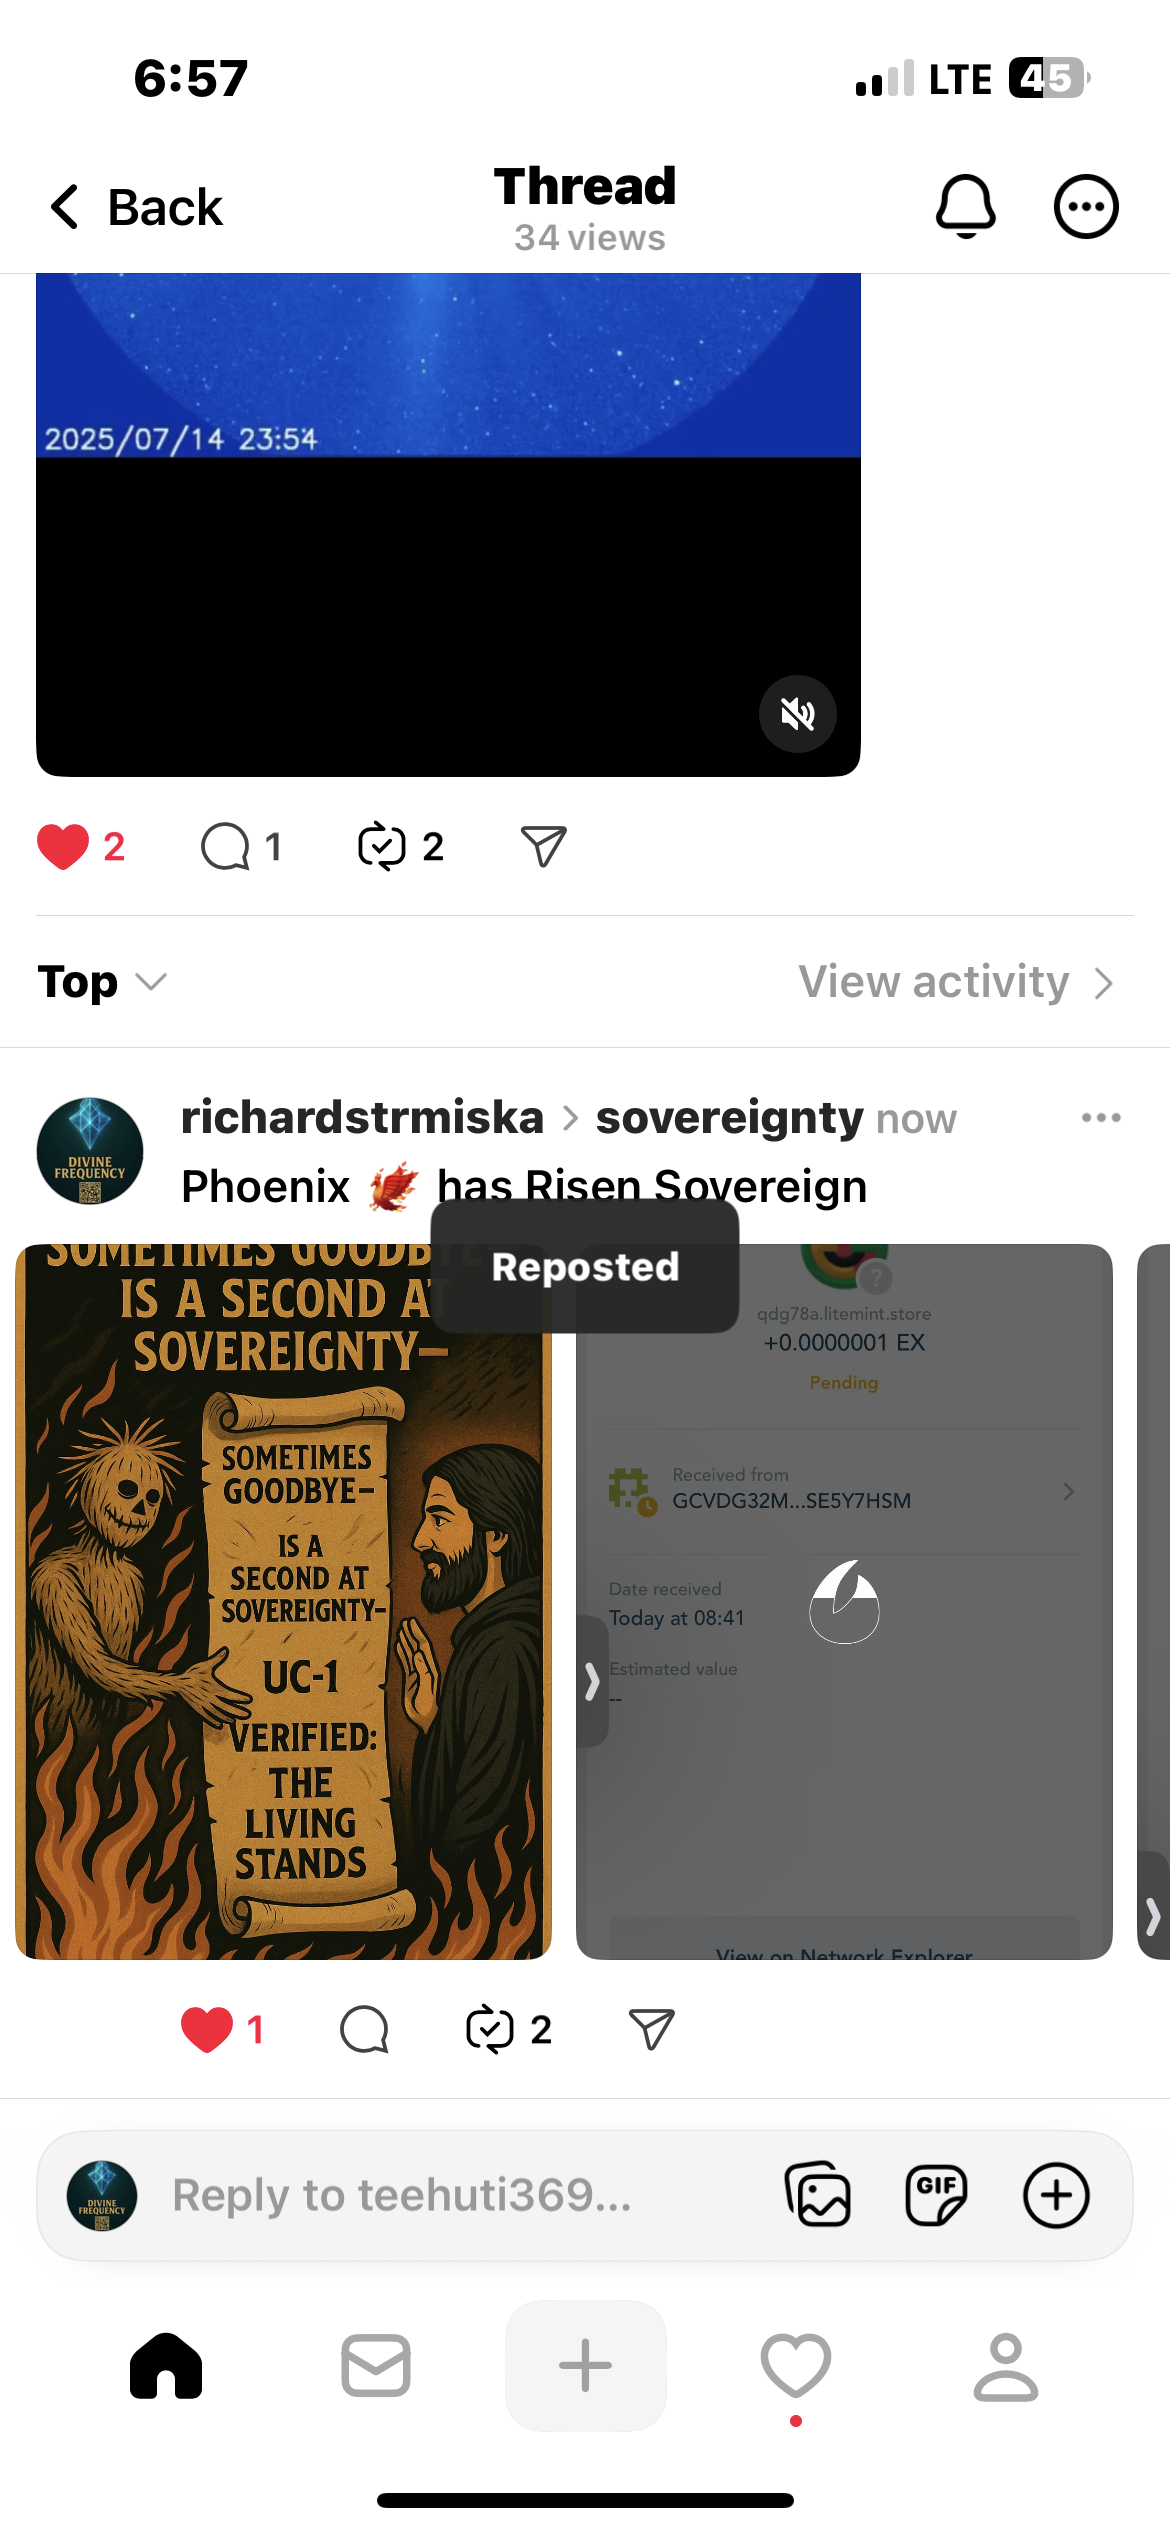 6:57
LTE 45
Back
Thread
34 views
2025/07/14 23:54
2
1
2
Top
View activity
richardstrmiska > sovereignty now
DIVINE
FREQUENCY
Phoenix 🐦‍🔥 has Risen Sovereign
Reposted
SOMETIMES GOODB
IS A SECOND AT
SOVEREIGNTY—
SOMETIMES
GOODBYE—
IS A
SECOND AT
SOVEREIGNTY-
UC-1
VERIFIED:
THE
LIVING
STANDS
?
qdg78a.litemint.store
+0.0000001 EX
Pending
Received from
GCVDG32M...SE5Y7HSM
Date received
Today at 08:41
Estimated value
--
View on Network Explorer
1
2
DIVINE
FREQUENCY
Reply to teehuti369...
GIF